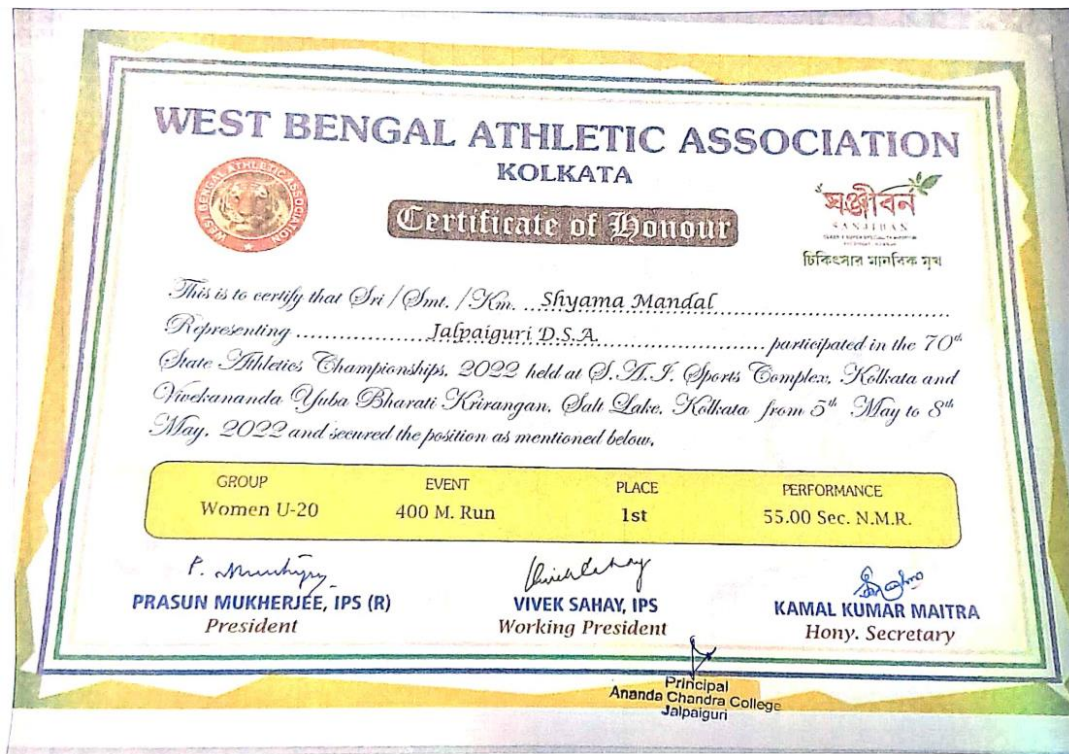 WEST BENGAL ATHLETIC ASSOCIATION
KOLKATA
WEST BENGAL ATHLETIC ASSOCIATION
Certificate of Honour
সঞ্জীবন
SANJIBAN
চিকিৎসার মানবিক মুখ
This is to certify that Sri / Smt. / Km. ... Shyama Mandal ...
Representing ... Jalpaiguri D.S.A. ... participated in the 70th
State Athletics Championships, 2022 held at S.A.I. Sports Complex, Kolkata and
Vivekananda Yuba Bharati Krirangan, Salt Lake, Kolkata from 5th May to 8th
May, 2022 and secured the position as mentioned below.
GROUP EVENT PLACE PERFORMANCE
Women U-20 400 M. Run 1st 55.00 Sec. N.M.R.
PRASUN MUKHERJEE, IPS (R) VIVEK SAHAY, IPS KAMAL KUMAR MAITRA
President Working President Hony. Secretary
Principal
Ananda Chandra College
Jalpaiguri